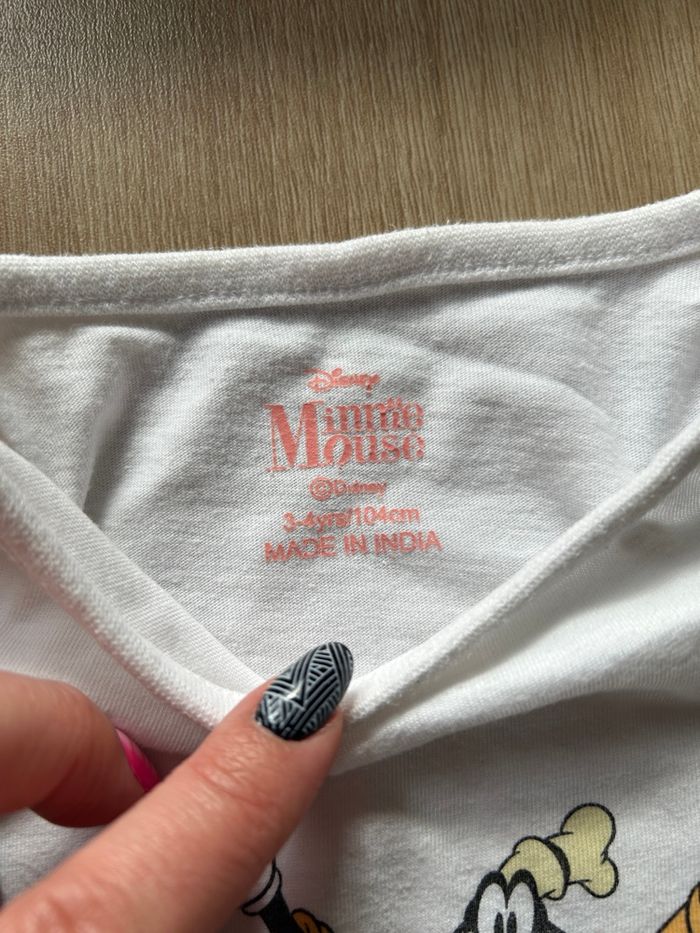 Disney
Minnie
Mouse
©Disney
3-4yrs/104cm
MADE IN INDIA